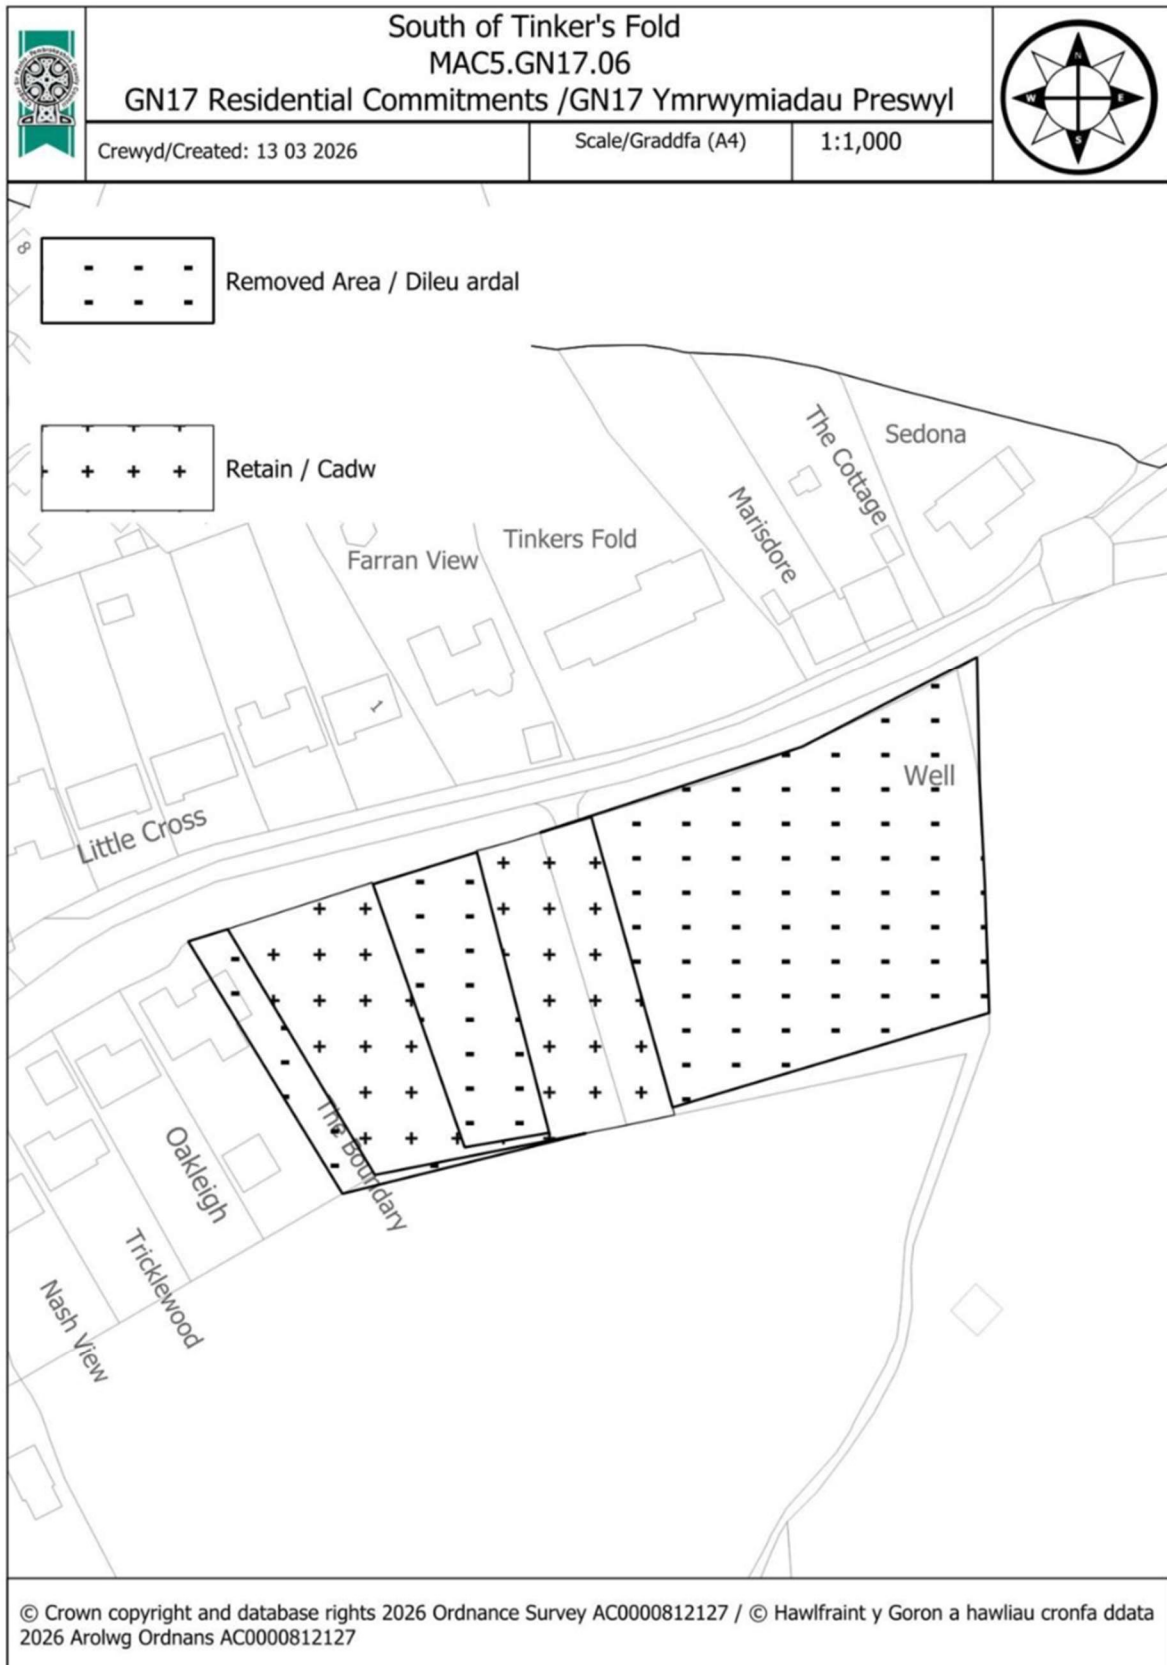 South of Tinker's Fold
MAC5.GN17.06
GN17 Residential Commitments /GN17 Ymrwymiadau Preswyl
Crewyd/Created: 13 03 2026
Scale/Graddfa (A4)
1:1,000
N
W
E
S
8
Removed Area / Dileu ardal
Retain / Cadw
Sedona
The Cottage
Marisdore
Tinkers Fold
Farran View
1
Well
Little Cross
The Boundary
Oakleigh
Tricklewood
Nash View
© Crown copyright and database rights 2026 Ordnance Survey AC0000812127 / © Hawlfraint y Goron a hawliau cronfa ddata
2026 Arolwg Ordnans AC0000812127